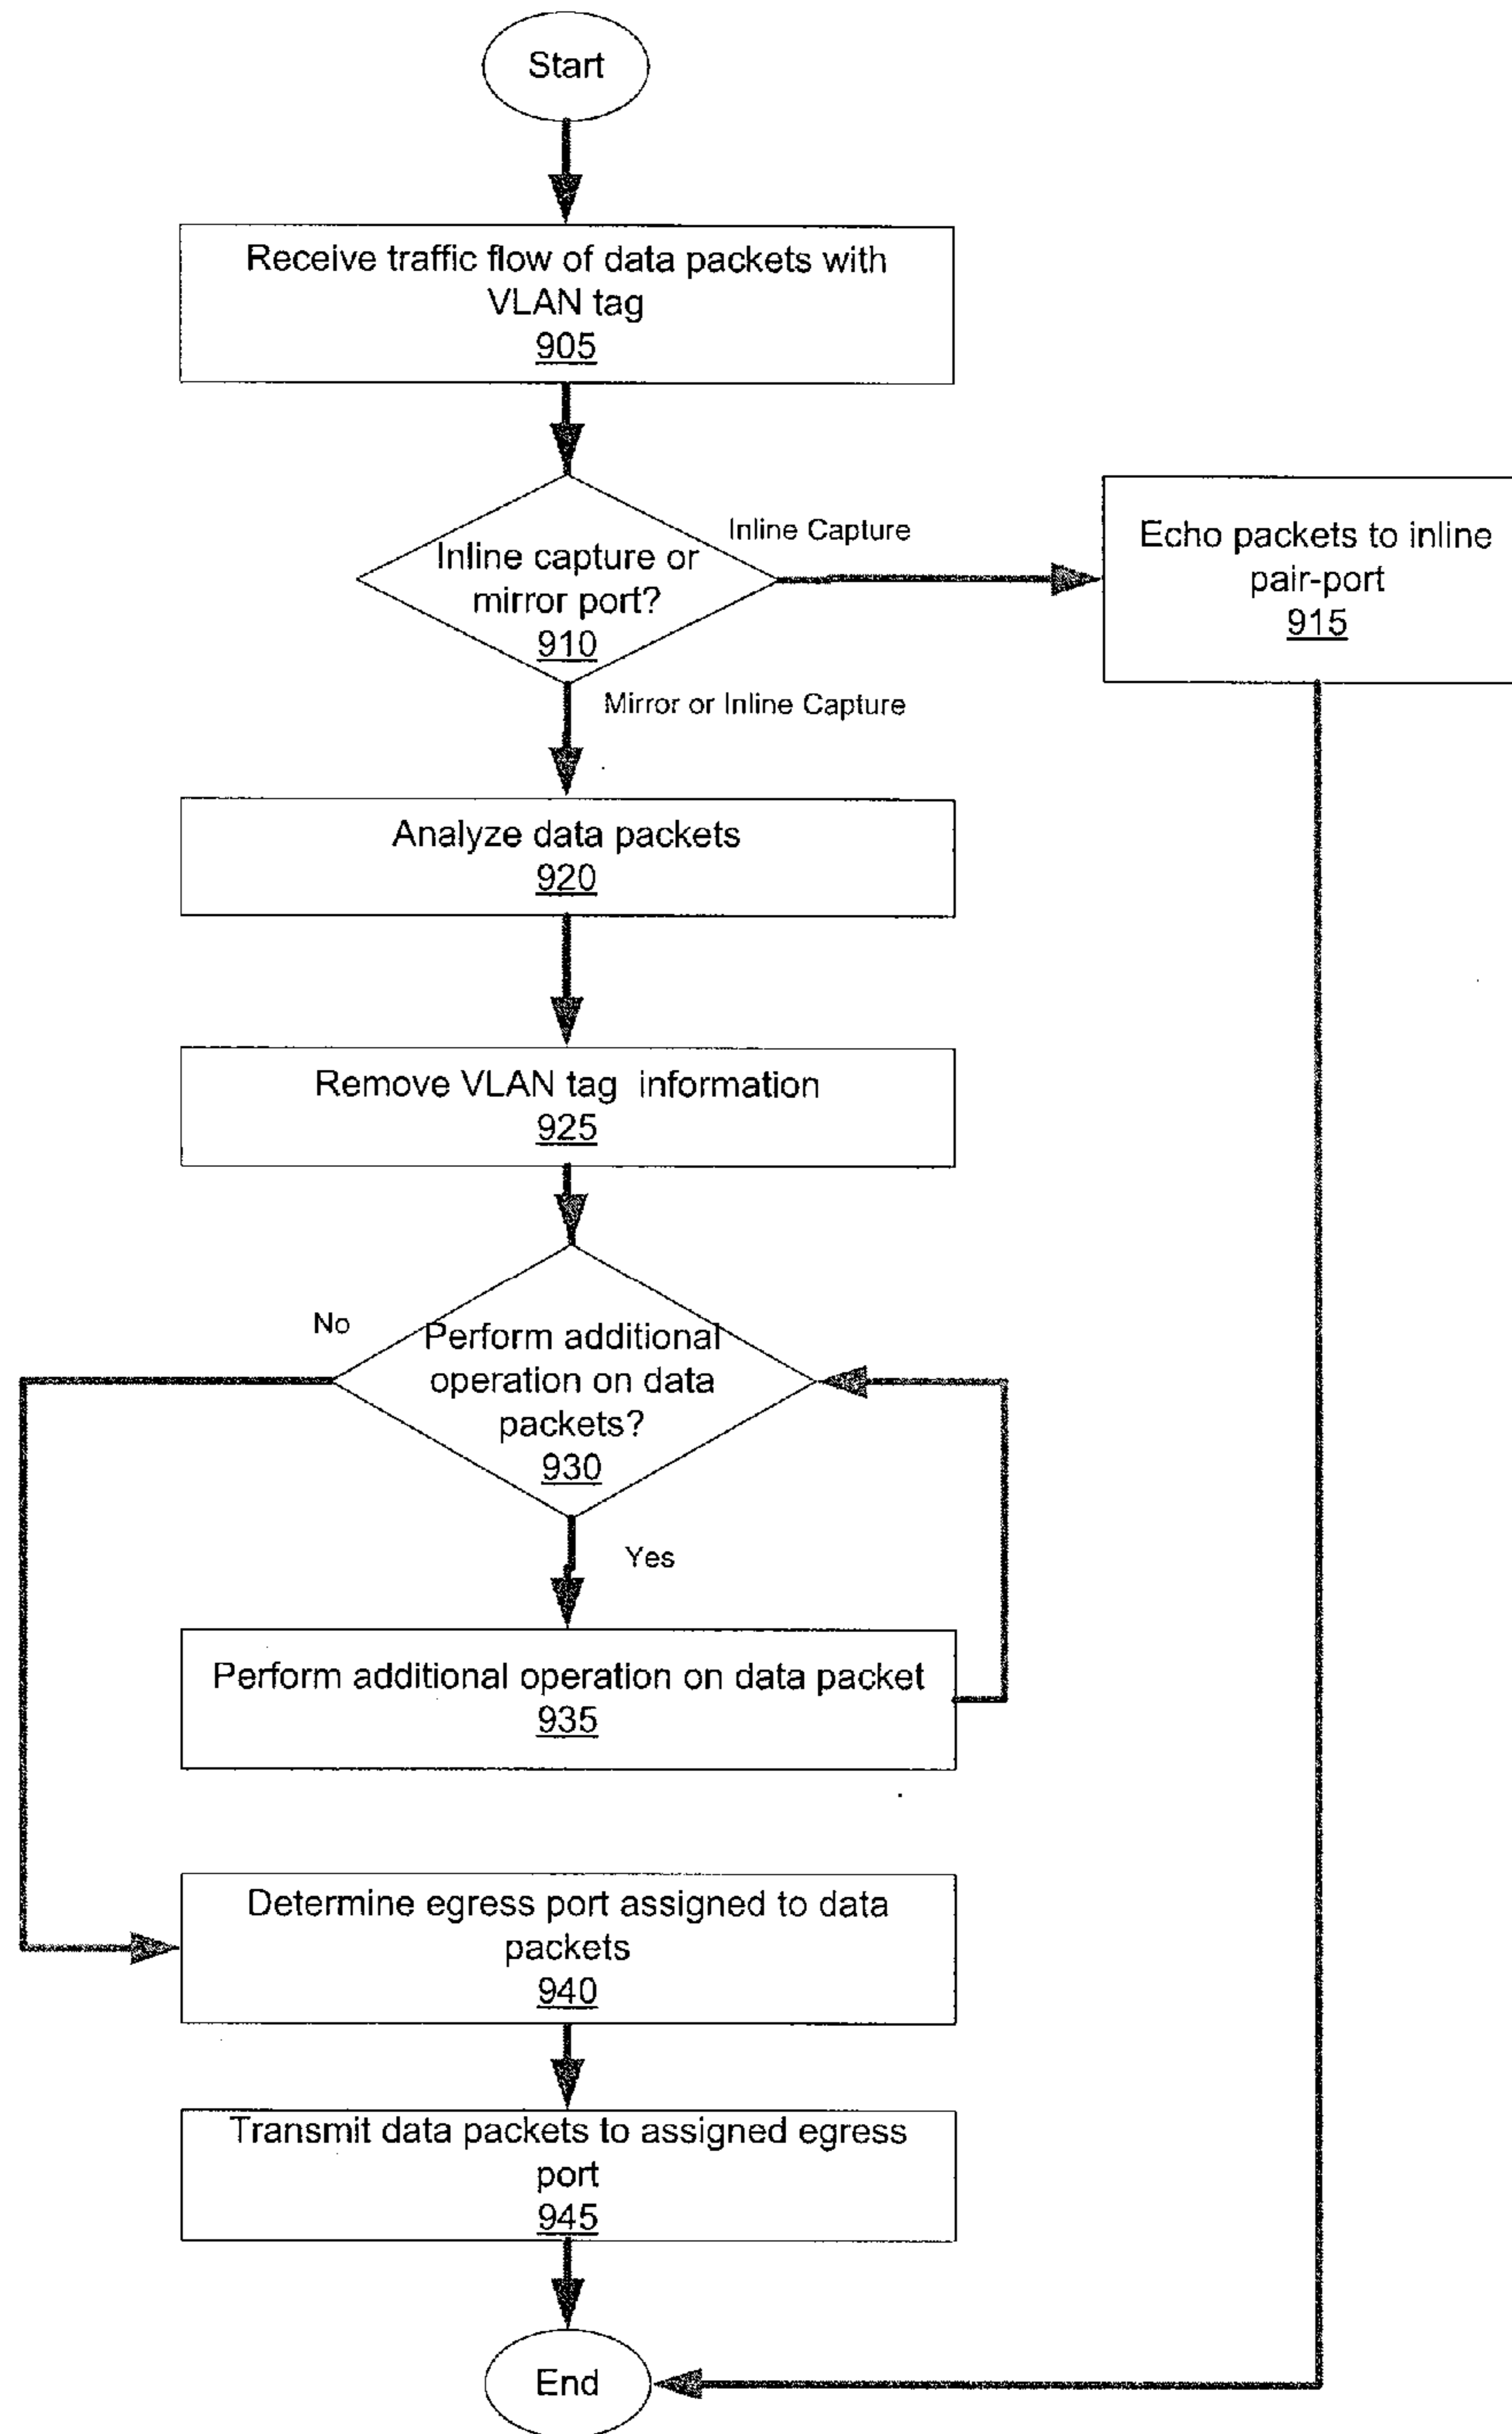 Start
Receive traffic flow of data packets with
VLAN tag
905
Inline Capture
Inline capture or
mirror port?
910
Echo packets to inline
pair-port
915
Mirror or Inline Capture
Analyze data packets
920
Remove VLAN tag information
925
No
Perform additional
operation on data
packets?
930
Yes
Perform additional operation on data packet
935
Determine egress port assigned to data
packets
940
Transmit data packets to assigned egress
port
945
End